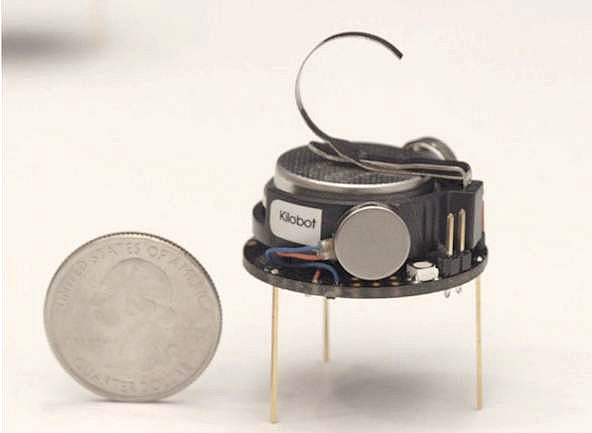 UNITED STATES OF AMERICA
Kilobot
QUARTER DOLLAR